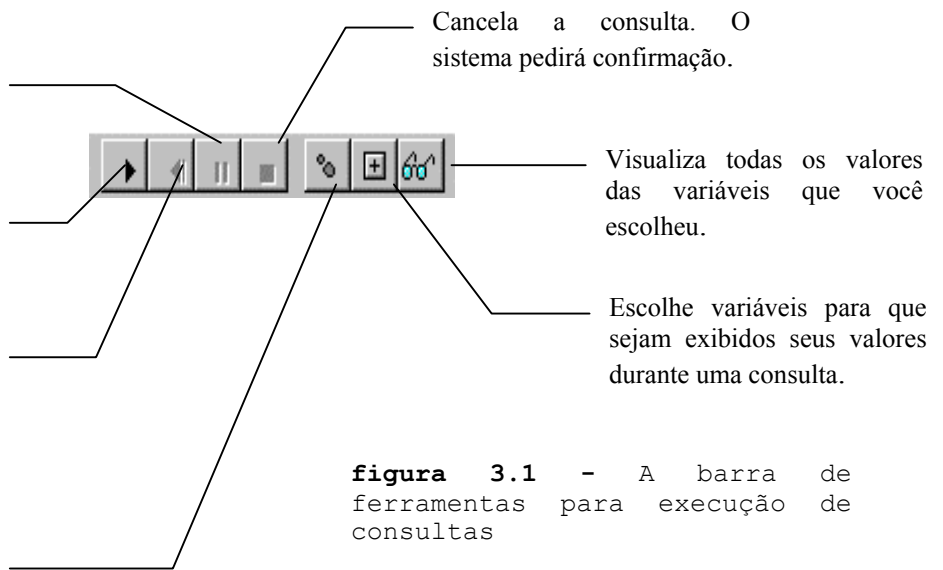 Cancela a consulta. O
sistema pedirá confirmação.
Visualiza todas os valores
das variáveis que você
escolheu.
Escolhe variáveis para que
sejam exibidos seus valores
durante uma consulta.
figura 3.1 - A barra de
ferramentas para execução de
consultas